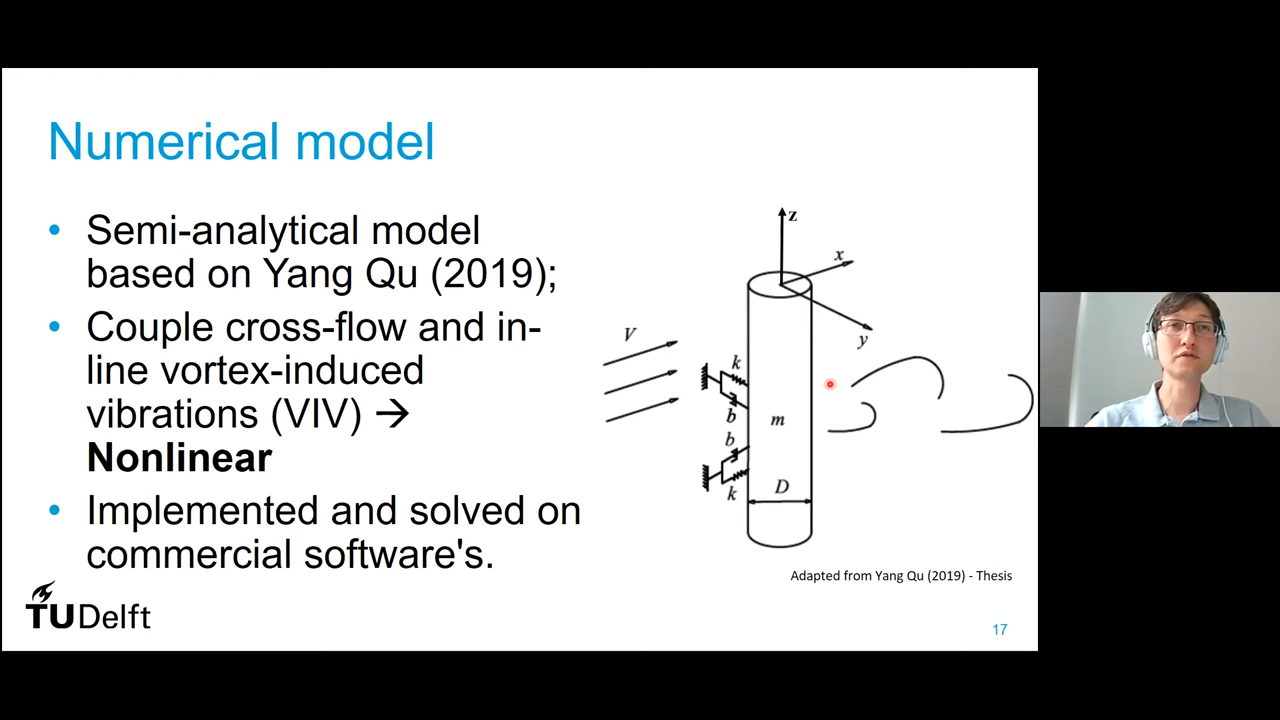 Numerical model
• Semi-analytical model
based on Yang Qu (2019);
• Couple cross-flow and in-
line vortex-induced
vibrations (VIV) →
Nonlinear
• Implemented and solved on
commercial software's.
z
x
y
V
k
b
m
b
k
D
Adapted from Yang Qu (2019) - Thesis
TUDelft
17